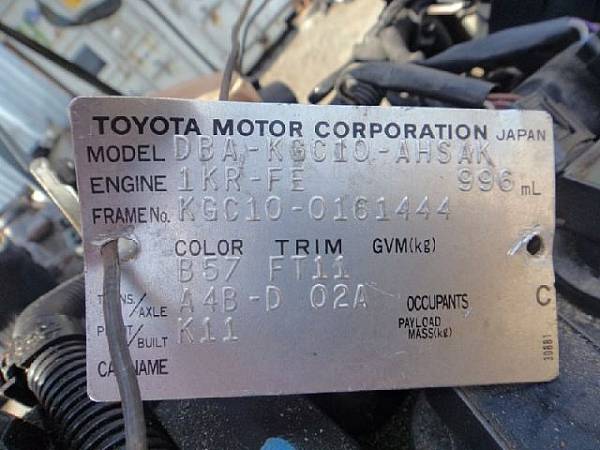 TOYOTA MOTOR CORPORATION JAPAN
MODEL DBA-KGC10-AHSAK
ENGINE 1KR-FE 996 mL
FRAME No. KGC10-0161444
COLOR TRIM GVM(kg)
B57 FT11
TRANS./AXLE A4B-D 02A OCCUPANTS C
PLANT/BUILT K11 PAYLOAD MASS(kg)
NAME